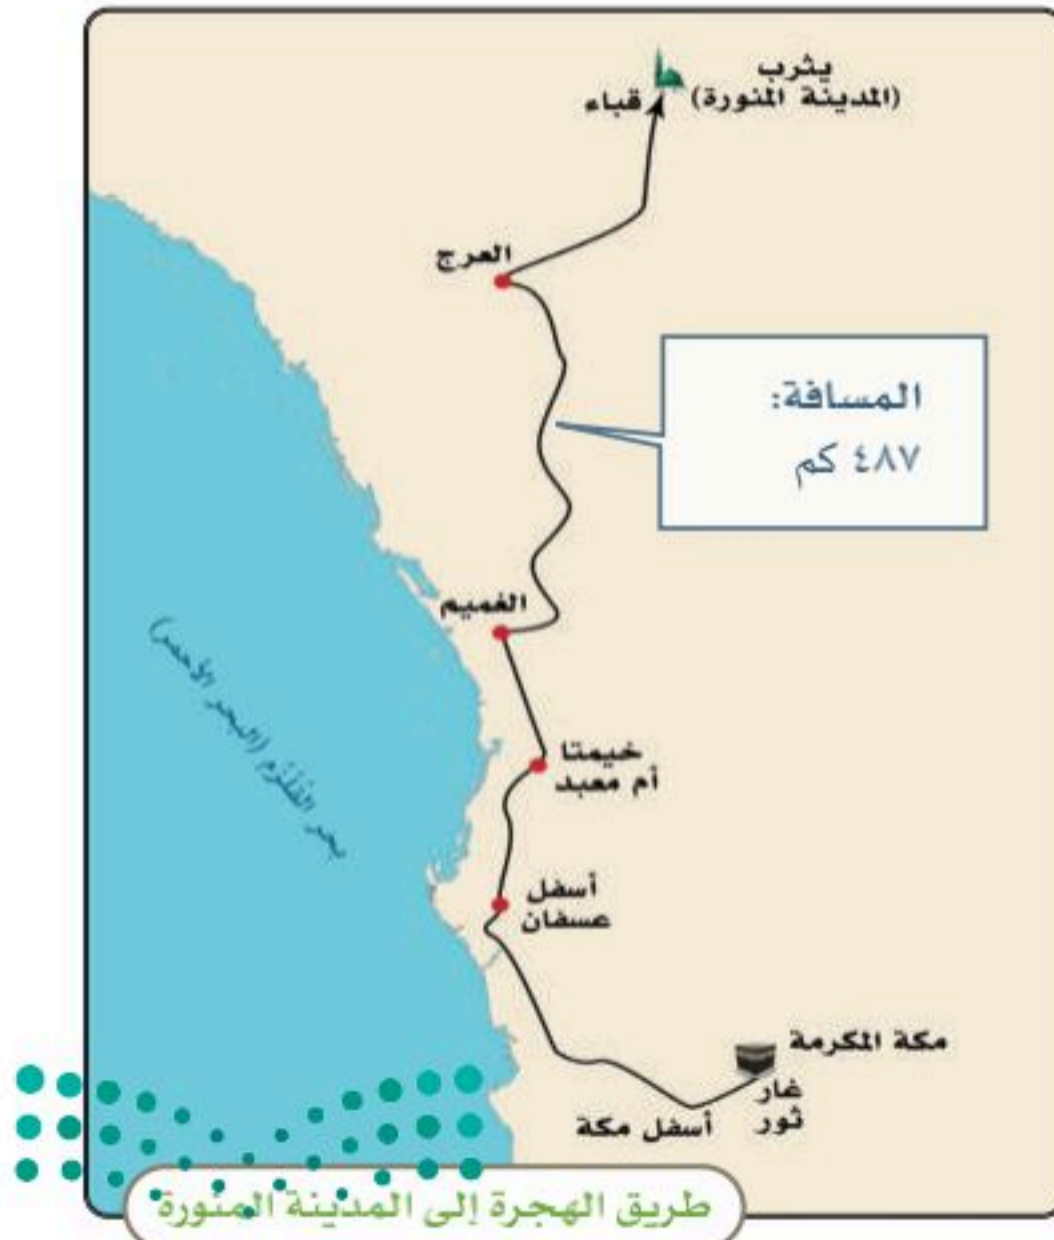 يثرب
(المدينة المنورة)
قباء
العرج
المسافة:
٤٨٧ كم
الغميم
خيمتا
أم معبد
بحر القُلْزُم (البحر الأحمر)
أسفل
عسفان
مكة المكرمة
غار
ثور
أسفل مكة
طريق الهجرة إلى المدينة المنورة